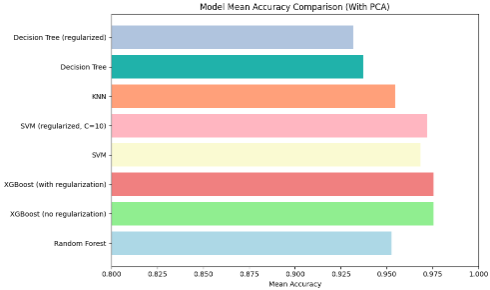 Model Mean Accuracy Comparison (With PCA)
Decision Tree (regularized)
Decision Tree
KNN
SVM (regularized, C=10)
SVM
XGBoost (with regularization)
XGBoost (no regularization)
Random Forest
0.800 0.825 0.850 0.875 0.900 0.925 0.950 0.975 1.000
Mean Accuracy